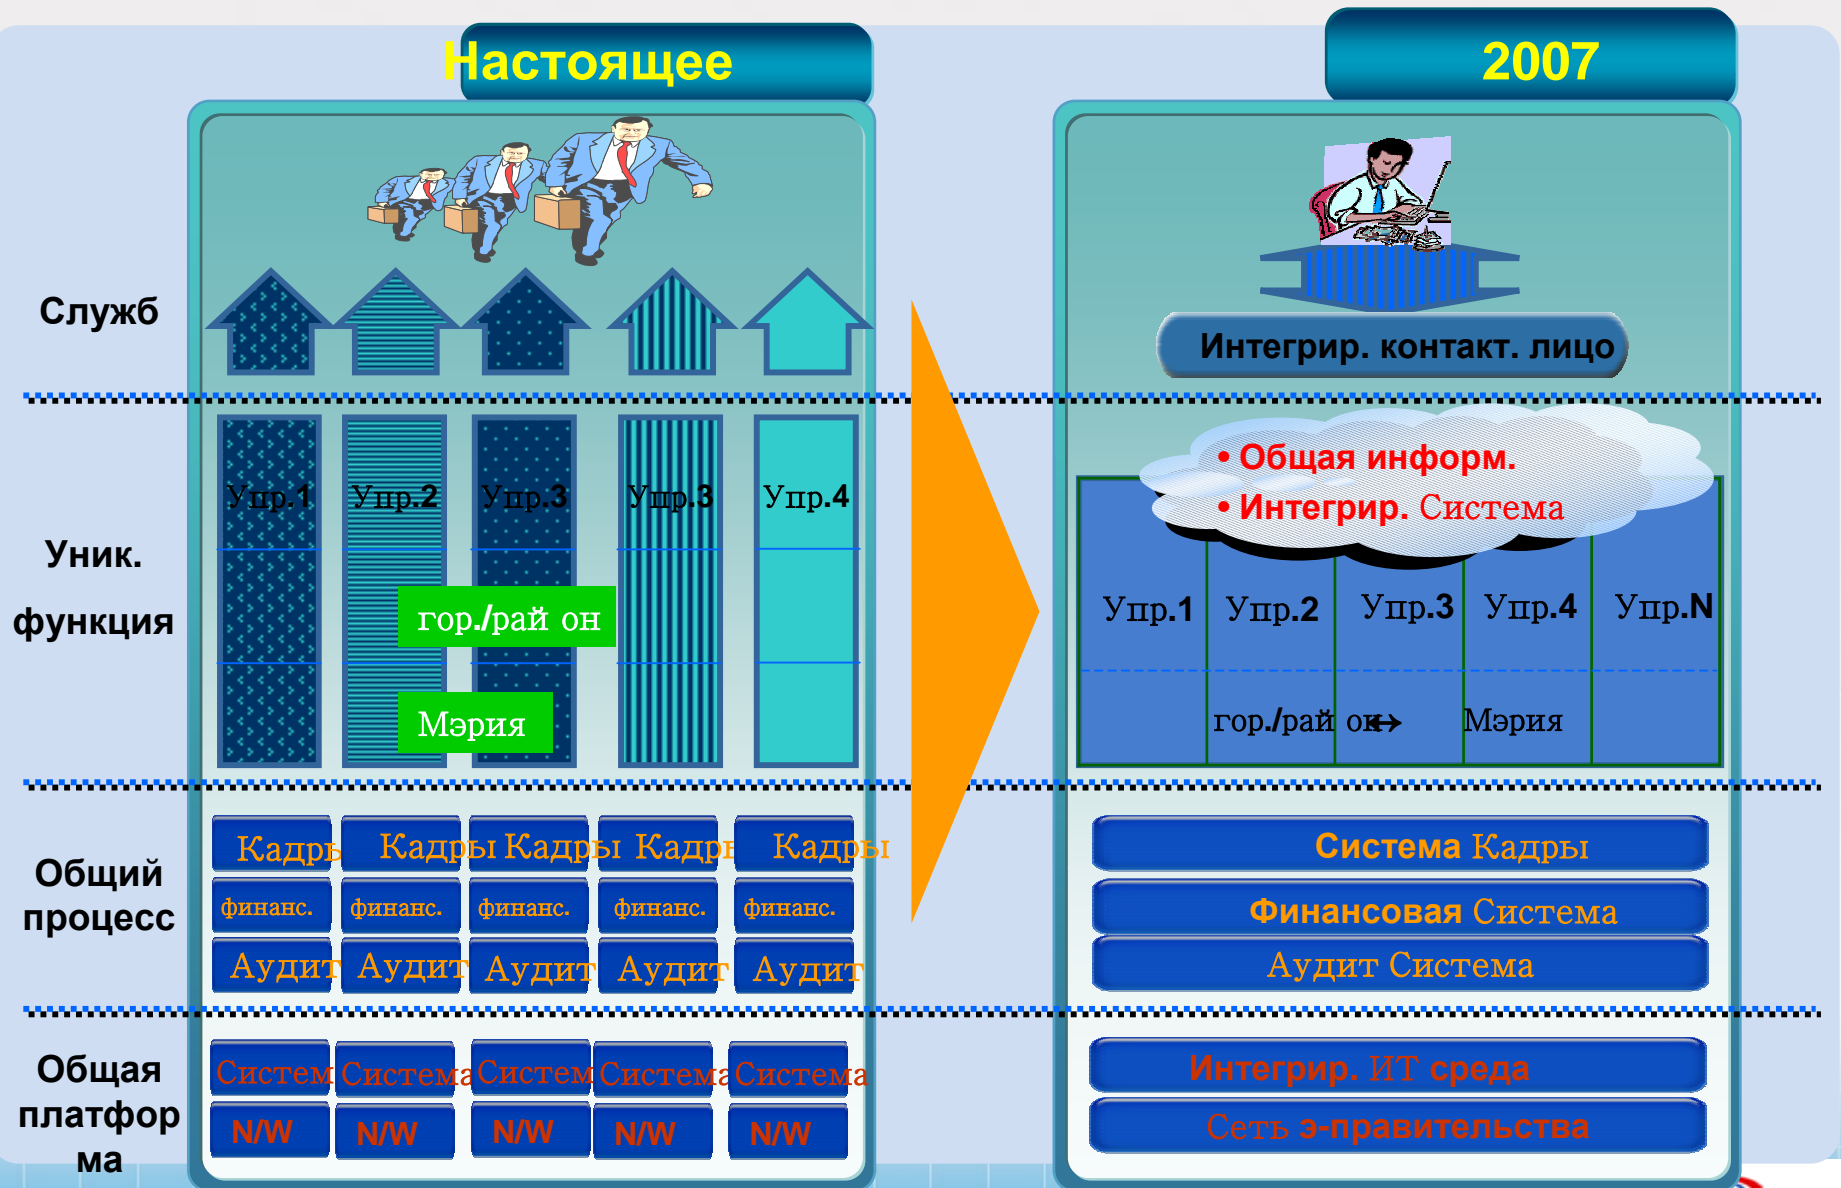 Настоящее
2007
Служб
Интегрир. контакт. лицо
• Общая информ.
• Интегрир. Система
Уник.
функция
Упр.1 Упр.2 Упр.3 Упр.3 Упр.4
гор./рай он
Мэрия
Упр.1 Упр.2 Упр.3 Упр.4 Упр.N
гор./рай он ↔ Мэрия
Общий
процесс
Кадры Кадры Кадры Кадры Кадры
финанс. финанс. финанс. финанс. финанс.
Аудит Аудит Аудит Аудит Аудит
Система Кадры
Финансовая Система
Аудит Система
Общая
платфор
ма
Систем Система Систем Система Система
N/W N/W N/W N/W N/W
Интегрир. ИТ среда
Сеть э-правительства